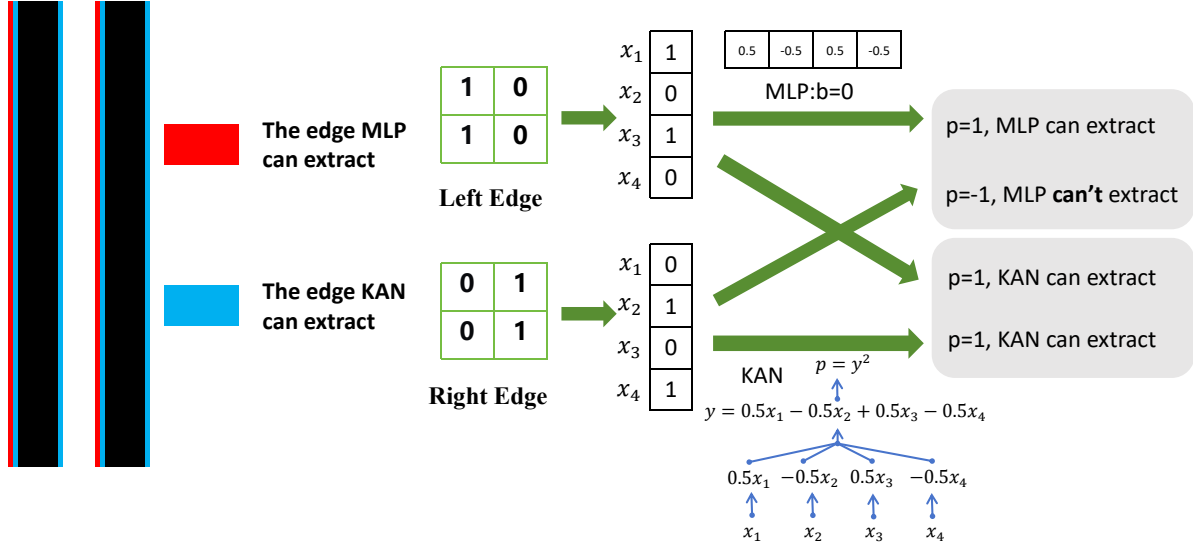 The edge MLP
can extract
The edge KAN
can extract
1 0
1 0
Left Edge
0 1
0 1
Right Edge
x₁ 1
x₂ 0
x₃ 1
x₄ 0
x₁ 0
x₂ 1
x₃ 0
x₄ 1
0.5 -0.5 0.5 -0.5
MLP:b=0
p=1, MLP can extract
p=-1, MLP can't extract
p=1, KAN can extract
p=1, KAN can extract
KAN
p = y²
y = 0.5x₁ − 0.5x₂ + 0.5x₃ − 0.5x₄
0.5x₁ −0.5x₂ 0.5x₃ −0.5x₄
x₁ x₂ x₃ x₄